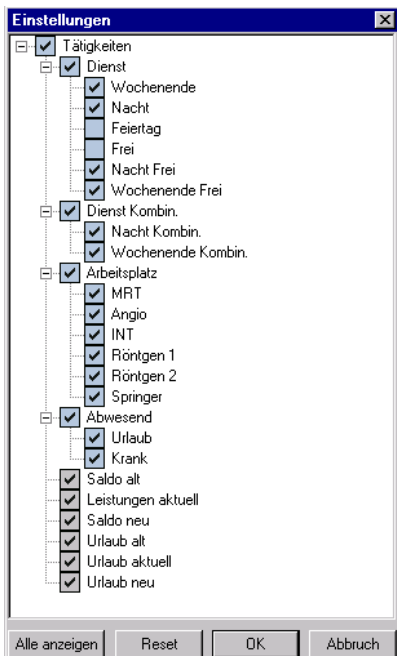 Einstellungen
Tätigkeiten
Dienst
Wochenende
Nacht
Feiertag
Frei
Nacht Frei
Wochenende Frei
Dienst Kombin.
Nacht Kombin.
Wochenende Kombin.
Arbeitsplatz
MRT
Angio
INT
Röntgen 1
Röntgen 2
Springer
Abwesend
Urlaub
Krank
Saldo alt
Leistungen aktuell
Saldo neu
Urlaub alt
Urlaub aktuell
Urlaub neu
Alle anzeigen Reset OK Abbruch